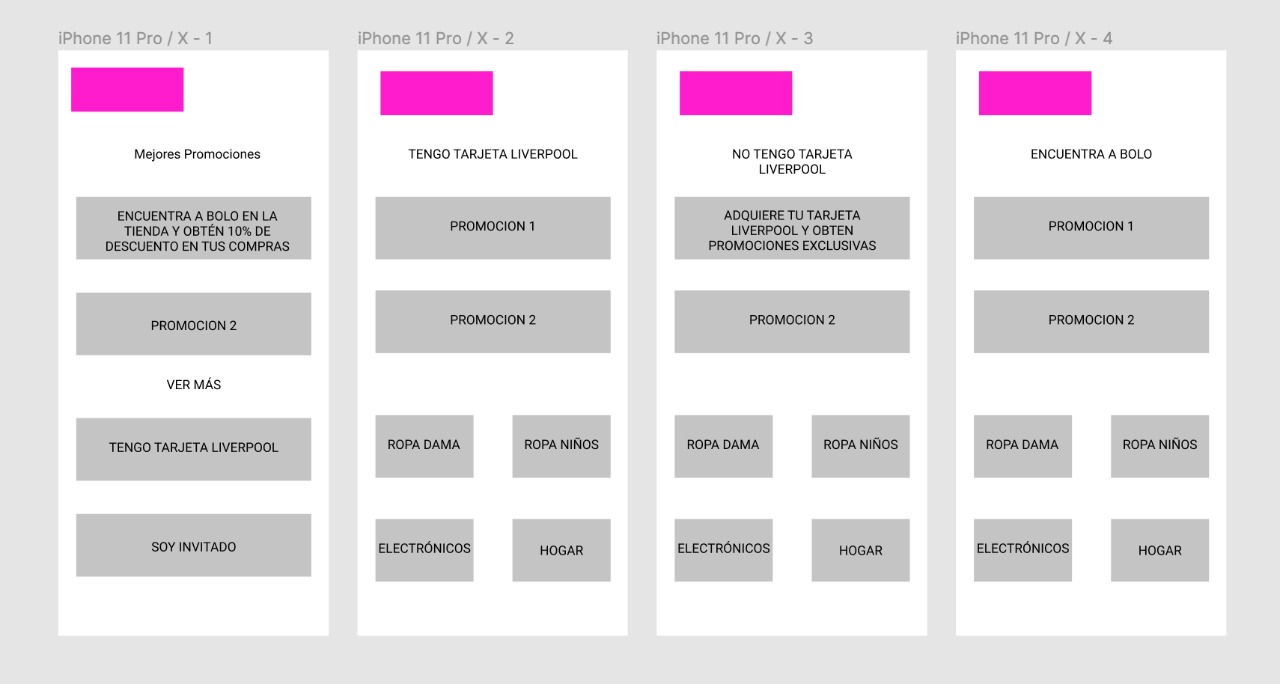 iPhone 11 Pro / X - 1
Mejores Promociones
ENCUENTRA A BOLO EN LA
TIENDA Y OBTÉN 10% DE
DESCUENTO EN TUS COMPRAS
PROMOCION 2
VER MÁS
TENGO TARJETA LIVERPOOL
SOY INVITADO
iPhone 11 Pro / X - 2
TENGO TARJETA LIVERPOOL
PROMOCION 1
PROMOCION 2
ROPA DAMA
ROPA NIÑOS
ELECTRÓNICOS
HOGAR
iPhone 11 Pro / X - 3
NO TENGO TARJETA
LIVERPOOL
ADQUIERE TU TARJETA
LIVERPOOL Y OBTEN
PROMOCIONES EXCLUSIVAS
PROMOCION 2
ROPA DAMA
ROPA NIÑOS
ELECTRÓNICOS
HOGAR
iPhone 11 Pro / X - 4
ENCUENTRA A BOLO
PROMOCION 1
PROMOCION 2
ROPA DAMA
ROPA NIÑOS
ELECTRÓNICOS
HOGAR